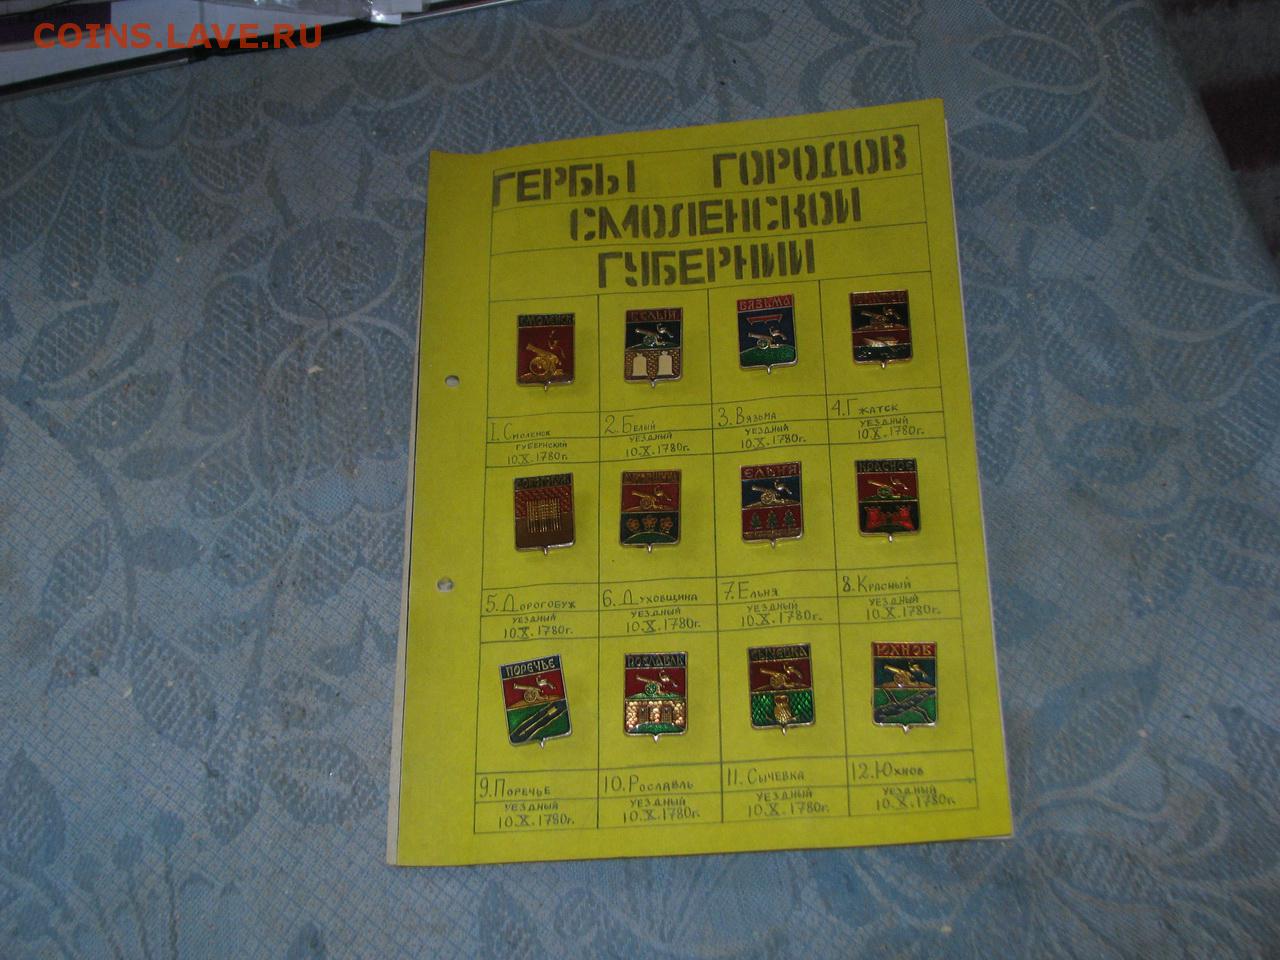 COINS.LAVE.RU
ГЕРБЫ ГОРОДОВ
СМОЛЕНСКОЙ
ГУБЕРНИИ
СМОЛЕНСК
БЕЛЫЙ
ВЯЗЬМА
1. Смоленск
губернский
10.X.1780г.
2. Белый
уездный
10.X.1780г.
3. Вязьма
уездный
10.X.1780г.
4. Гжатск
уездный
10.X.1780г.
ЕЛЬНЯ
КРАСНОЕ
5. Дорогобуж
уездный
10.X.1780г.
6. Духовщина
уездный
10.X.1780г.
7. Ельня
уездный
10.X.1780г.
8. Красный
уездный
10.X.1780г.
ПОРЕЧЬЕ
РОСЛАВЛЬ
СЫЧЕВКА
ЮХНОВ
9. Поречье
уездный
10.X.1780г.
10. Рославль
уездный
10.X.1780г.
11. Сычевка
уездный
10.X.1780г.
12. Юхнов
уездный
10.X.1780г.